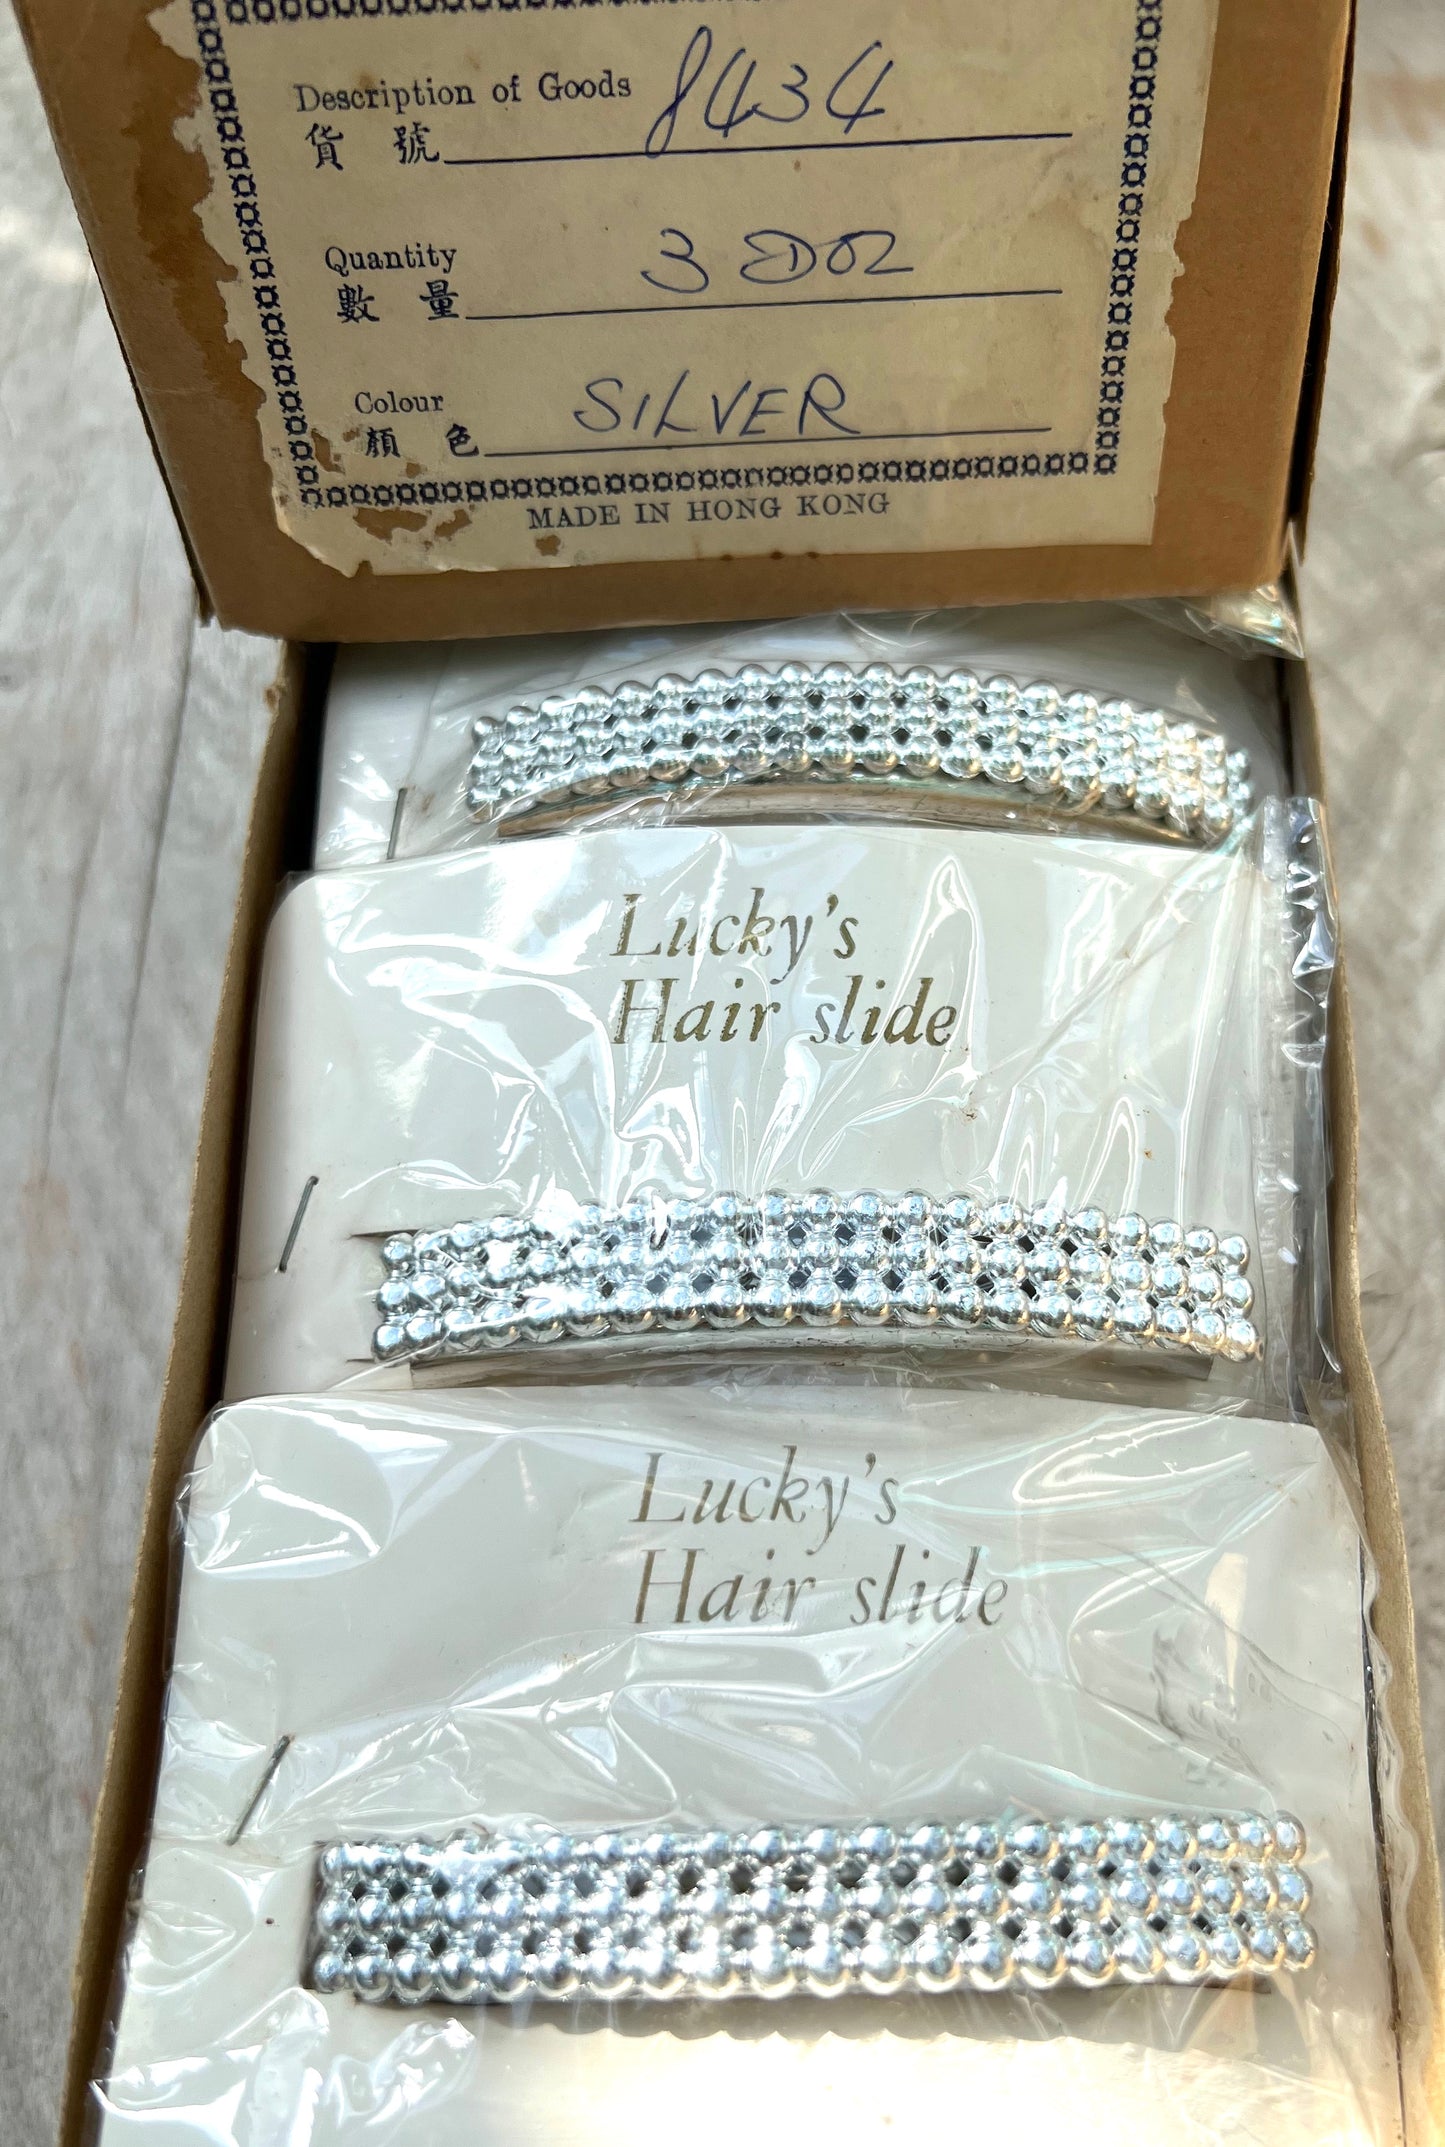 Description of Goods 8434
貨 號
Quantity 3 DOZ
數 量
Colour SILVER
顏 色
MADE IN HONG KONG
Lucky's
Hair slide
Lucky's
Hair slide